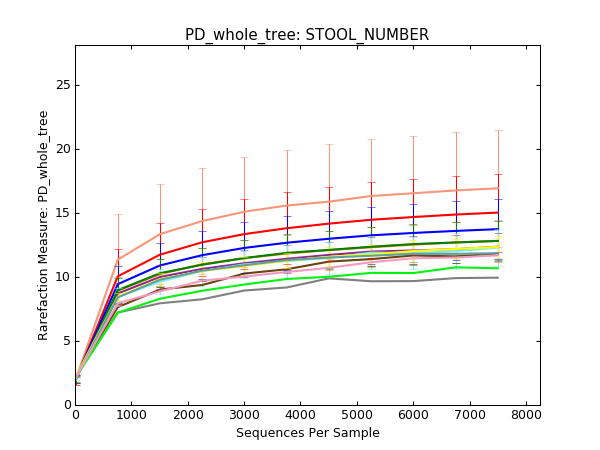 PD_whole_tree: STOOL_NUMBER
25
20
15
10
5
0
Rarefaction Measure: PD_whole_tree
0 1000 2000 3000 4000 5000 6000 7000 8000
Sequences Per Sample